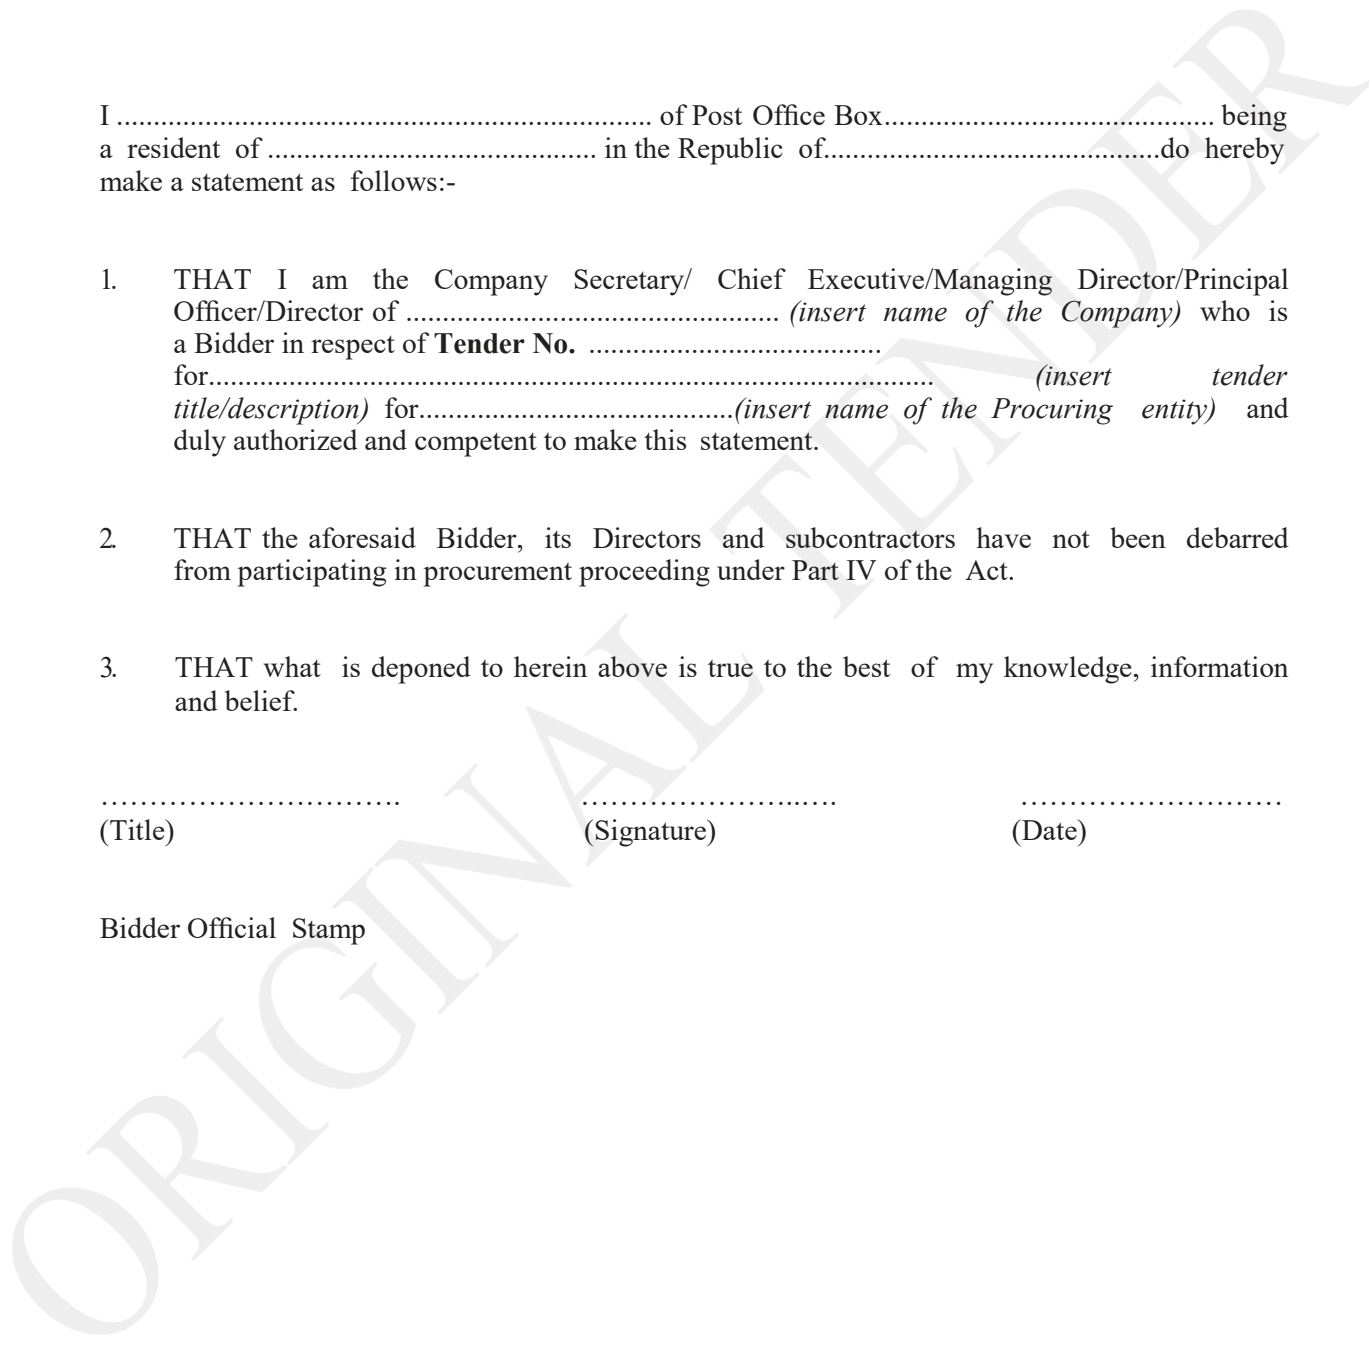 I ......................................................................... of Post Office Box............................................. being
a resident of ............................................. in the Republic of..............................................do hereby
make a statement as follows:-
1. THAT I am the Company Secretary/ Chief Executive/Managing Director/Principal
Officer/Director of ................................................... (insert name of the Company) who is
a Bidder in respect of Tender No. ........................................
for................................................................................................... (insert tender
title/description) for...........................................(insert name of the Procuring entity) and
duly authorized and competent to make this statement.
2. THAT the aforesaid Bidder, its Directors and subcontractors have not been debarred
from participating in procurement proceeding under Part IV of the Act.
3. THAT what is deponed to herein above is true to the best of my knowledge, information
and belief.
…………………………. …………………..…. ………………………
(Title) (Signature) (Date)
Bidder Official Stamp
ORIGINAL TENDER